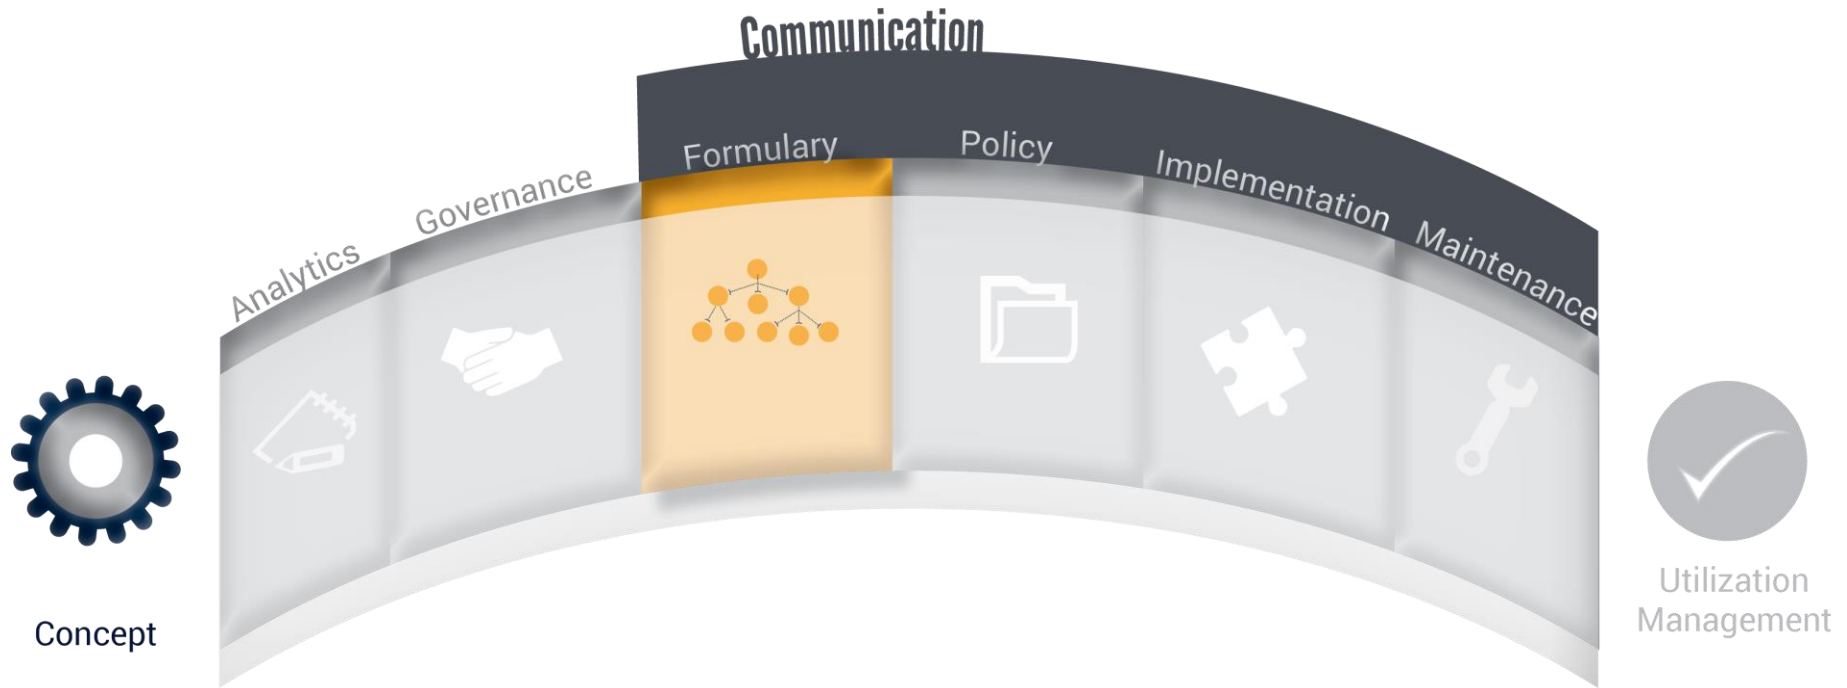 Communication
Analytics
Governance
Formulary
Policy
Implementation
Maintenance
Concept
Utilization
Management